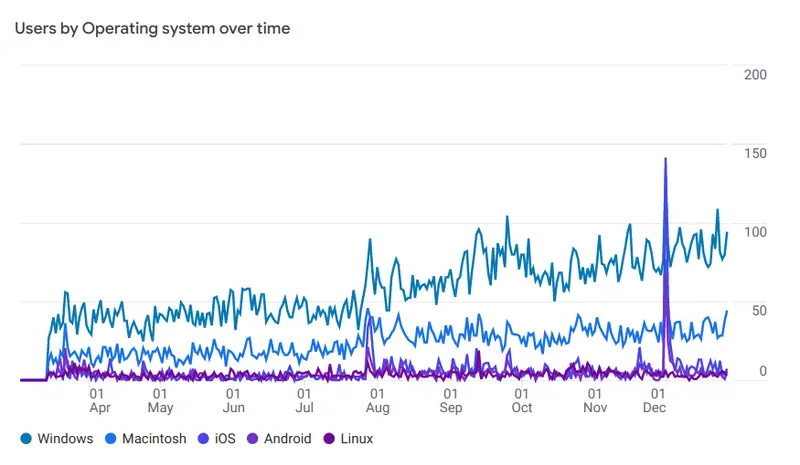 Users by Operating system over time
200
150
100
50
0
01 01 01 01 01 01 01 01 01
Apr May Jun Jul Aug Sep Oct Nov Dec
Windows Macintosh iOS Android Linux